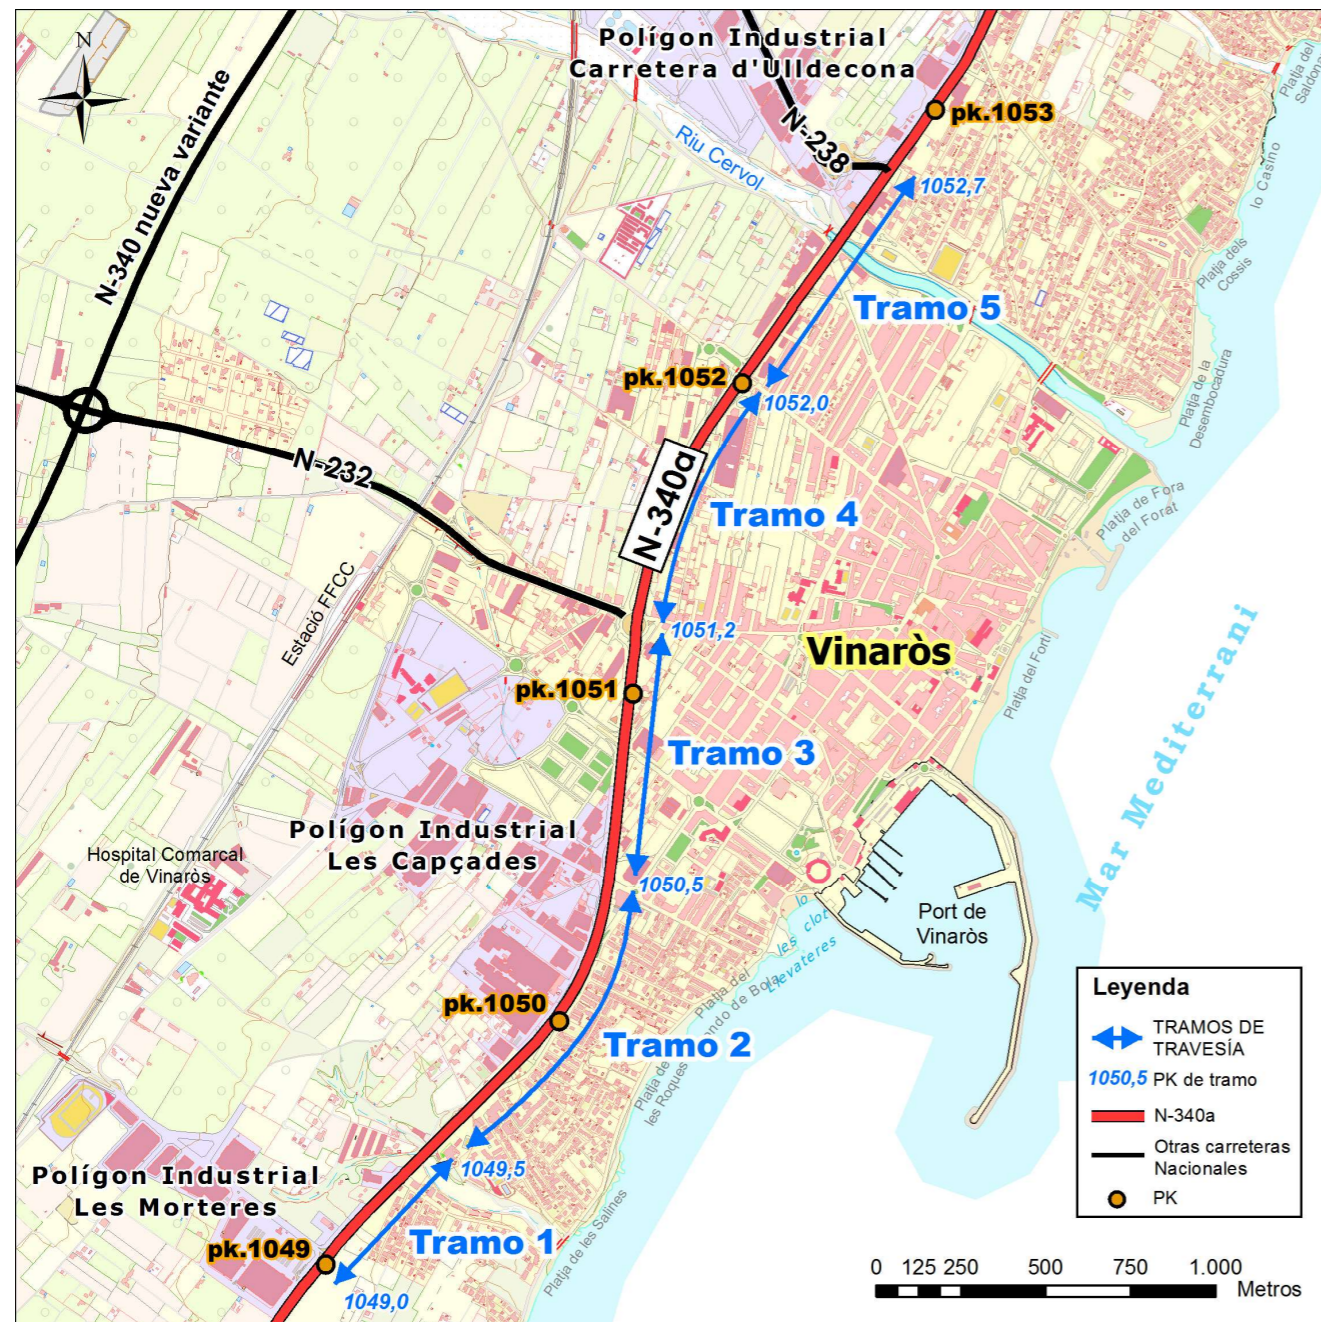 N
Polígon Industrial
Carretera d'Ulldecona
Platja del
Saldonar
pk.1053
N-340 nueva variante
N-238
Riu Cervol
1052,7
lo Casino
Platja dels
Cossis
Tramo 5
pk.1052
1052,0
Platja de la
Desembocadura
N-232
N-340a
Tramo 4
Platja de Fora
del Forat
Estació FFCC
1051,2
Vinaròs
Platja del Fortí
pk.1051
Mar Mediterrani
Tramo 3
Polígon Industrial
Les Capçades
Hospital Comarcal
de Vinaròs
1050,5
lo
les clot
Llevateres
Port de
Vinaròs
Platja del
ondo de Bola
pk.1050
Tramo 2
Platja de
les Roques
1049,5
Polígon Industrial
Les Morteres
Platja de les Salines
pk.1049
Tramo 1
1049,0
Leyenda
TRAMOS DE
TRAVESÍA
1050,5 PK de tramo
N-340a
Otras carreteras
Nacionales
PK
0 125 250 500 750 1.000
Metros